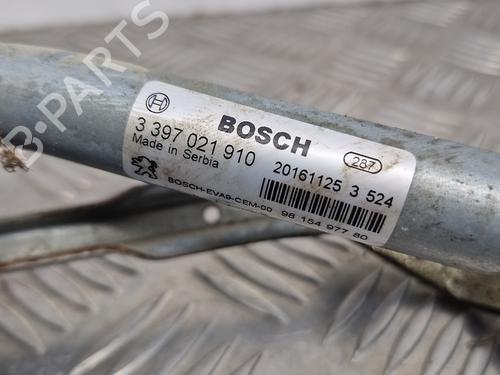 BOSCH
287
3 397 021 910
Made in Serbia
20161125 3 524
BOSCH-EVA9-CEM-00 98 154 977 80
B-PARTS